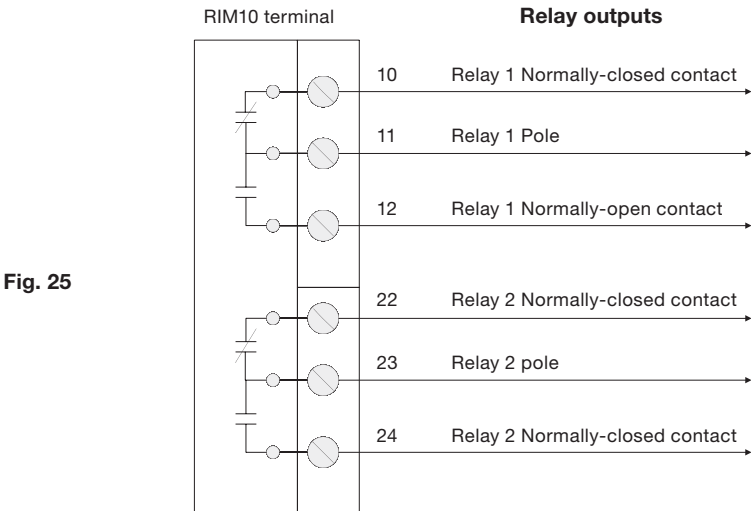 RIM10 terminal
Relay outputs
10 Relay 1 Normally-closed contact
11 Relay 1 Pole
12 Relay 1 Normally-open contact
Fig. 25
22 Relay 2 Normally-closed contact
23 Relay 2 pole
24 Relay 2 Normally-closed contact